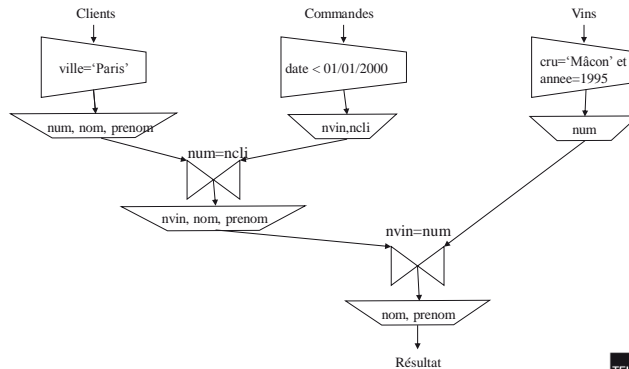 Clients
Commandes
Vins
ville=‘Paris’
date < 01/01/2000
cru=‘Mâcon’ et
annee=1995
num, nom, prenom
nvin,ncli
num
num=ncli
nvin, nom, prenom
nvin=num
nom, prenom
Résultat